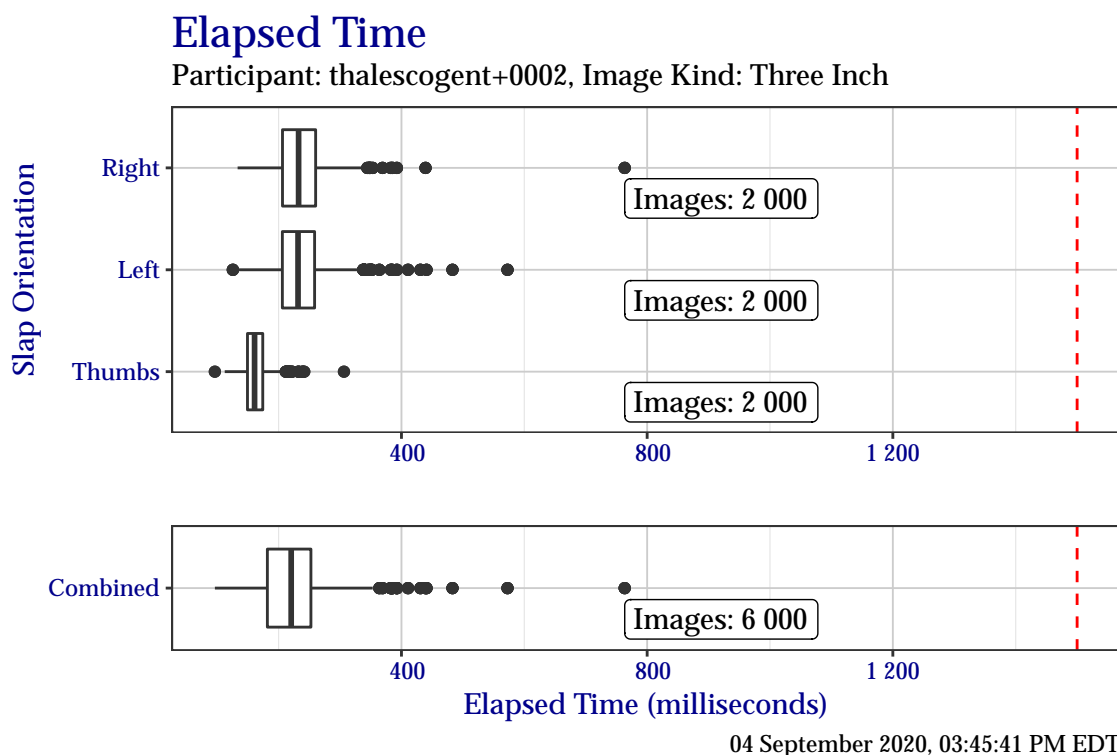 Elapsed Time
Participant: thalescogent+0002, Image Kind: Three Inch
Slap Orientation
Right
Images: 2 000
Left
Images: 2 000
Thumbs
Images: 2 000
400 800 1 200
Combined
Images: 6 000
400 800 1 200
Elapsed Time (milliseconds)
04 September 2020, 03:45:41 PM EDT